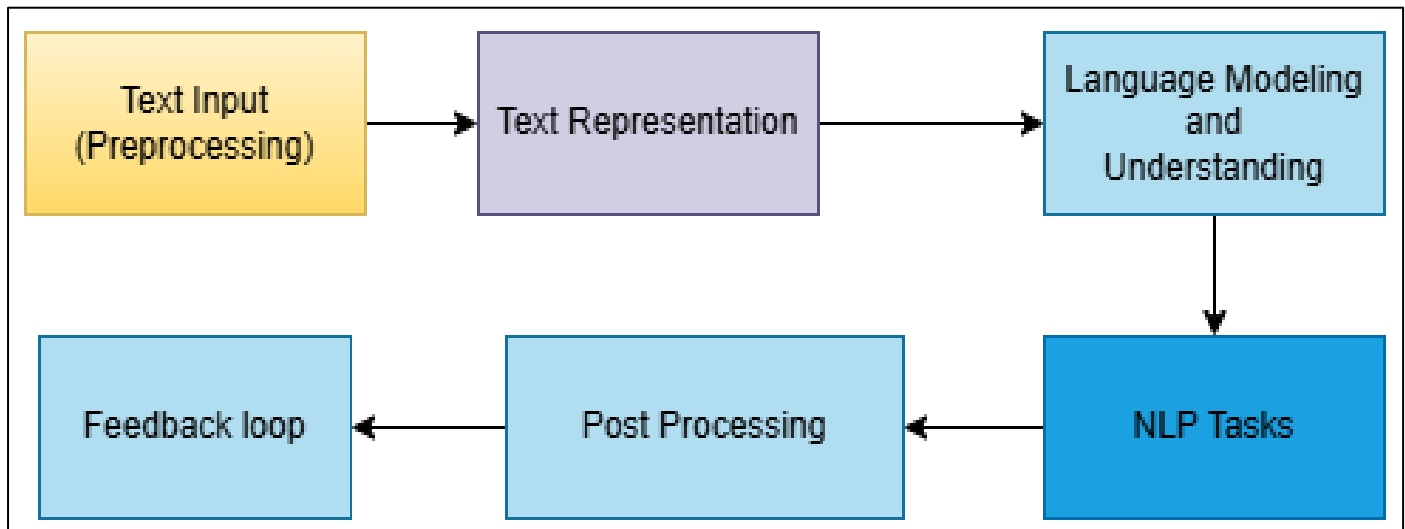 Text Input
(Preprocessing)
Text Representation
Language Modeling
and
Understanding
NLP Tasks
Post Processing
Feedback loop